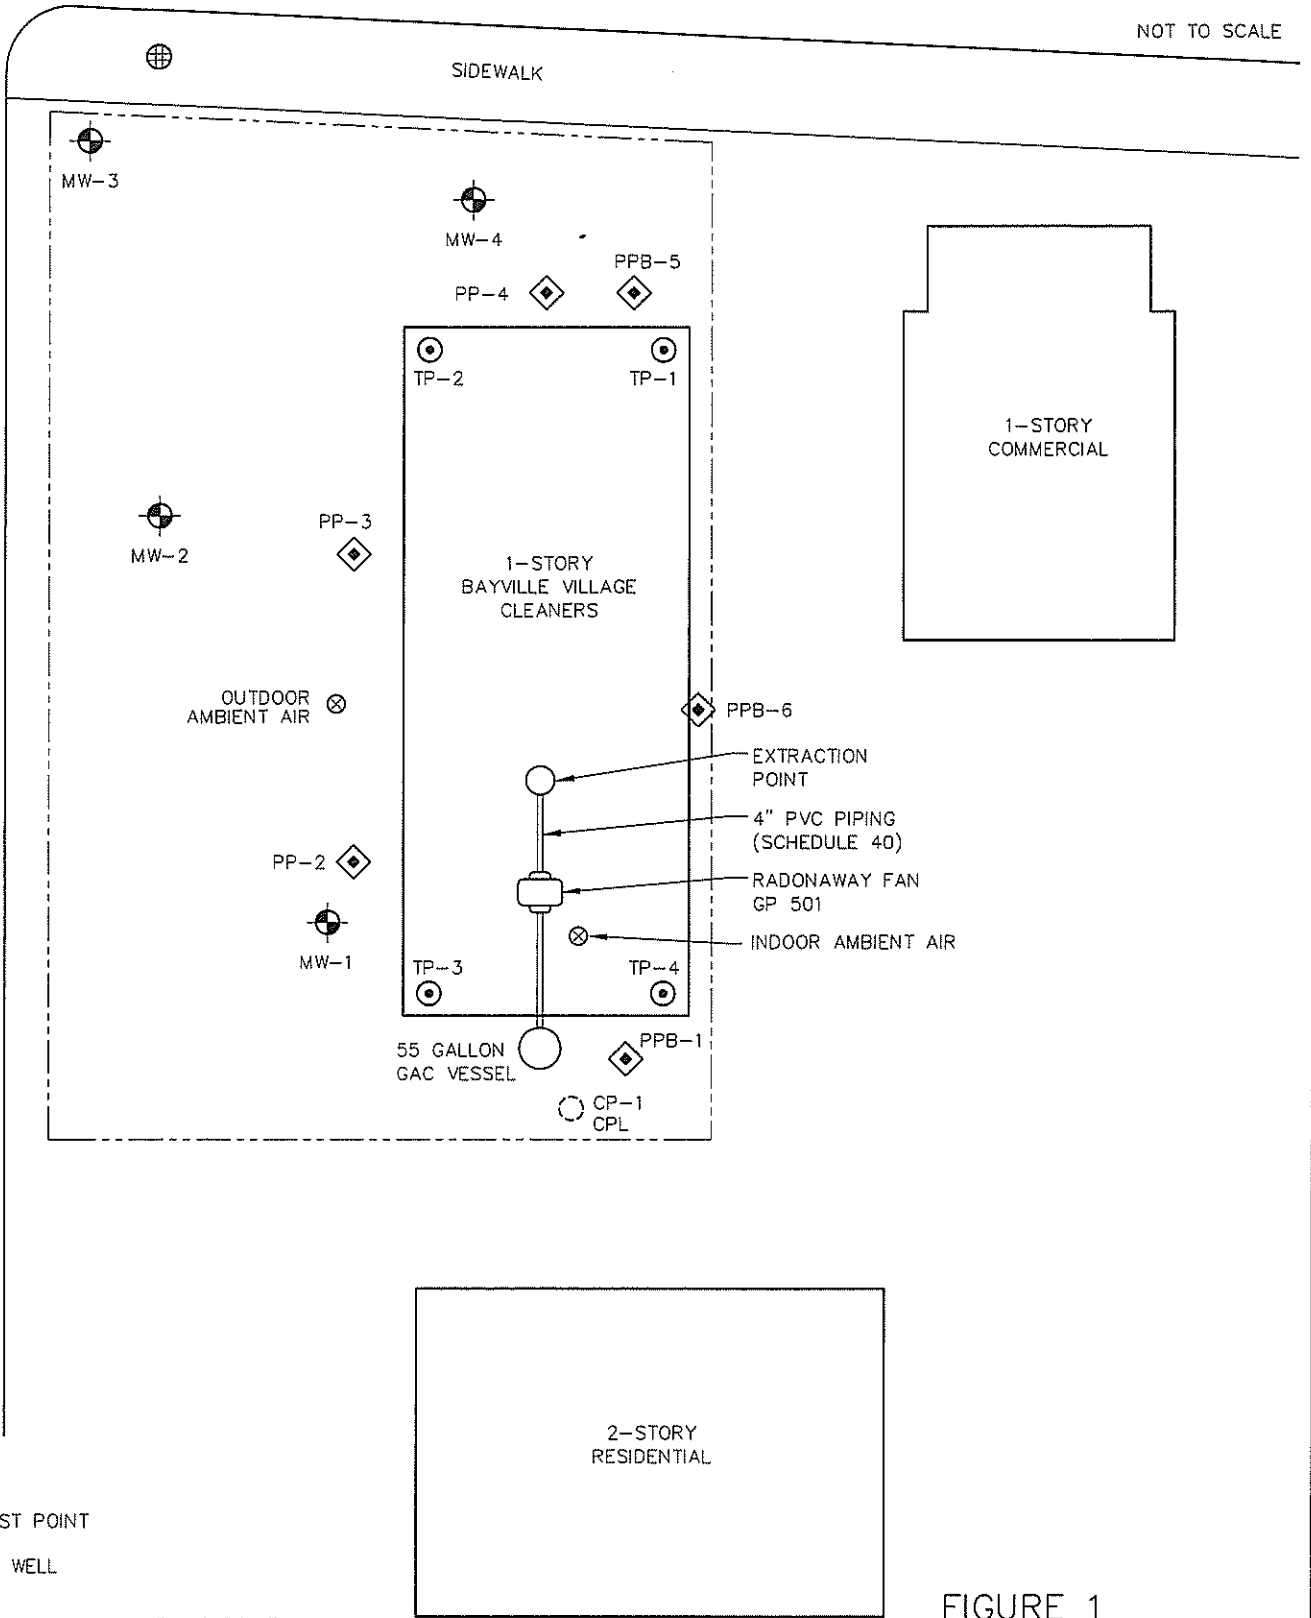 NOT TO SCALE
SIDEWALK
MW-3
MW-4
PPB-5
PP-4
TP-2
TP-1
1-STORY
COMMERCIAL
MW-2
PP-3
1-STORY
BAYVILLE VILLAGE
CLEANERS
OUTDOOR
AMBIENT AIR
PPB-6
EXTRACTION
POINT
4" PVC PIPING
(SCHEDULE 40)
PP-2
RADONAWAY FAN
GP 501
INDOOR AMBIENT AIR
MW-1
TP-3
TP-4
55 GALLON
GAC VESSEL
PPB-1
CP-1
CPL
2-STORY
RESIDENTIAL
ST POINT
WELL
FIGURE 1